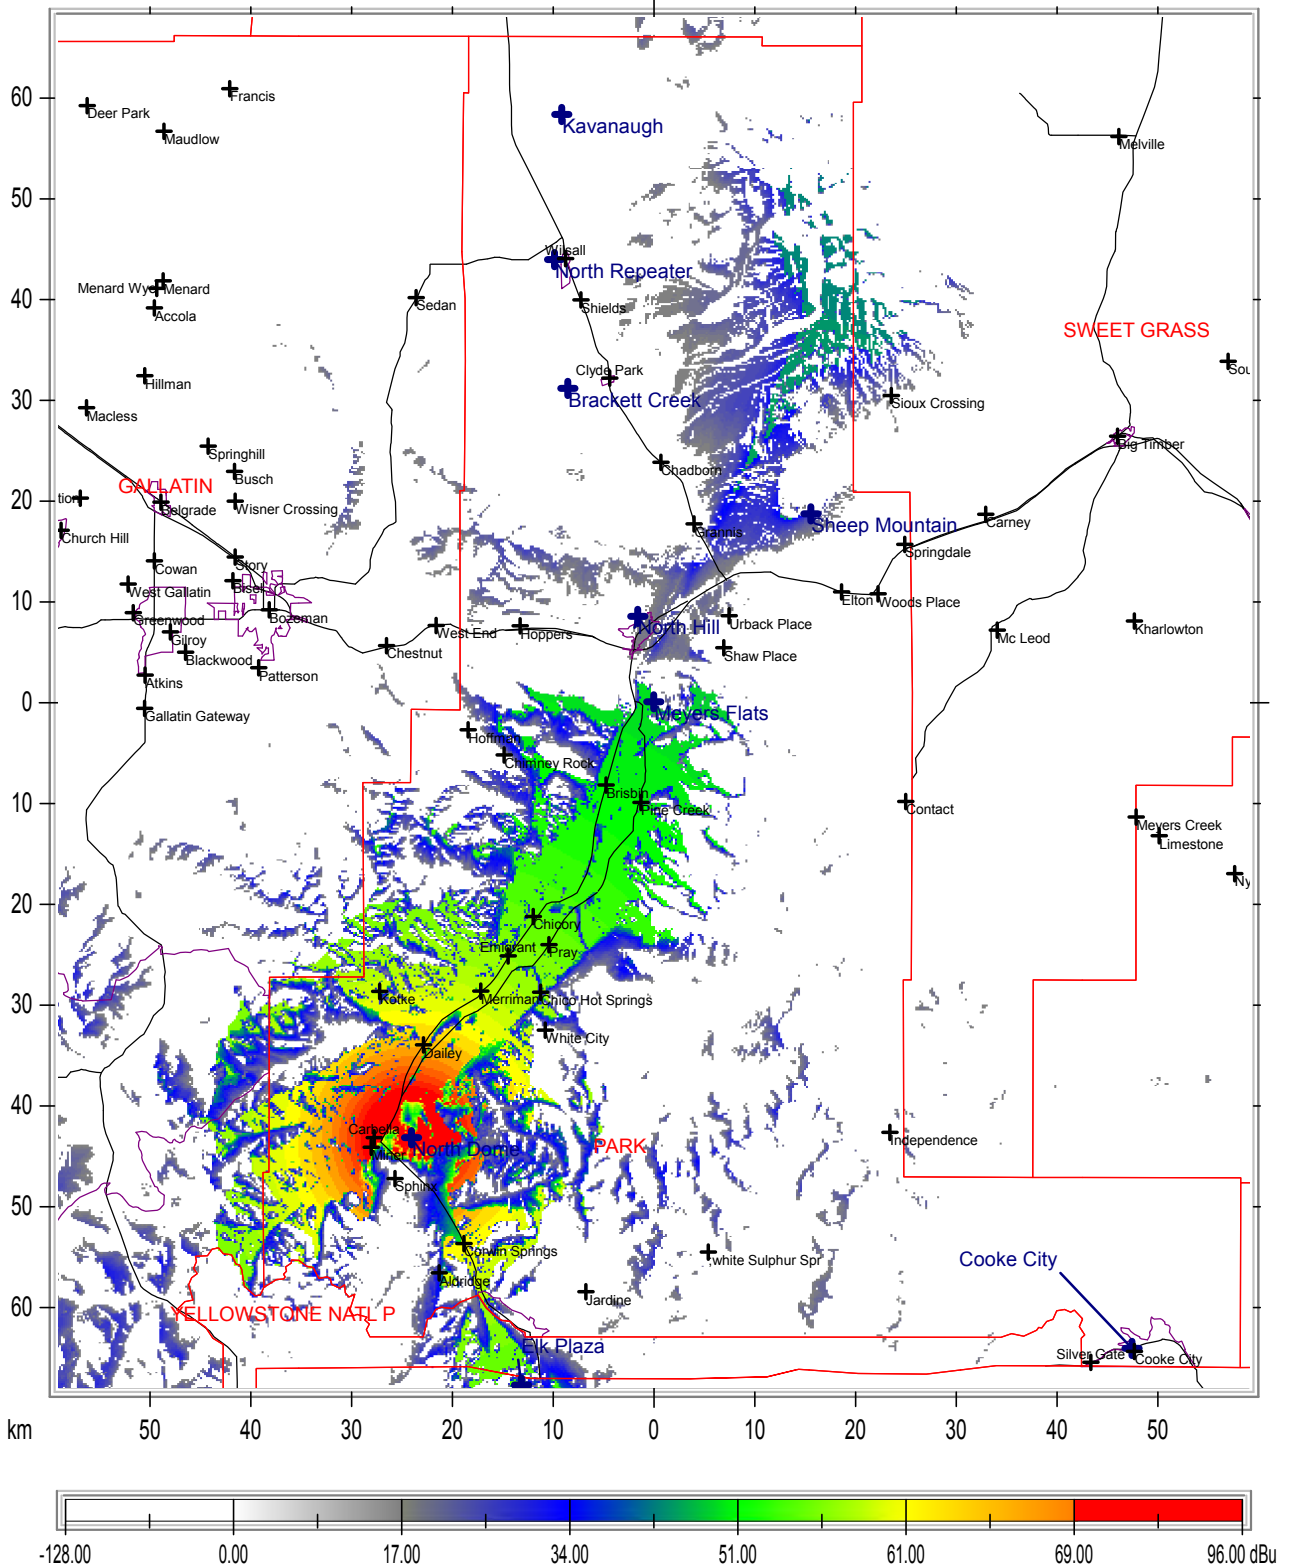 60
Deer Park
Francis
Maudlow
Kavanaugh
Melville
50
Wilsall
North Repeater
Menard
Accola
40
Sedan
Shields
SWEET GRASS
Clyde Park
Hillman
Brackett Creek
30
Macless
Sioux Crossing
Springhill
Big Timber
Busch
Chadborn
GALLATIN
20
Belgrade
Wisner Crossing
Sheep Mountain
Carney
Grannis
Church Hill
Springdale
Story
Cowan
Bisel
West Gallatin
10
Elton
Woods Place
Greenwood
Bozeman
North Hill
Urback Place
Kharlowton
Gilroy
West End
Hoppers
Mc Leod
Blackwood
Chestnut
Shaw Place
Atkins
Patterson
0
Gallatin Gateway
Meyers Flats
Hoffman
Chimney Rock
Brisbin
10
Pine Creek
Contact
Meyers Creek
Limestone
Ny
20
Chicory
Emigrant
Pray
30
Kotke
Merriman
Chico Hot Springs
White City
Dailey
40
Carbella
North Dome
PARK
Independence
Miner
Sphinx
50
Corwin Springs
white Sulphur Spr
Cooke City
Aldridge
60
Jardine
YELLOWSTONE NATL P
Elk Plaza
Silver Gate
Cooke City
km
50 40 30 20 10 0 10 20 30 40 50
-128.00 0.00 17.00 34.00 51.00 61.00 69.00 96.00 dBu